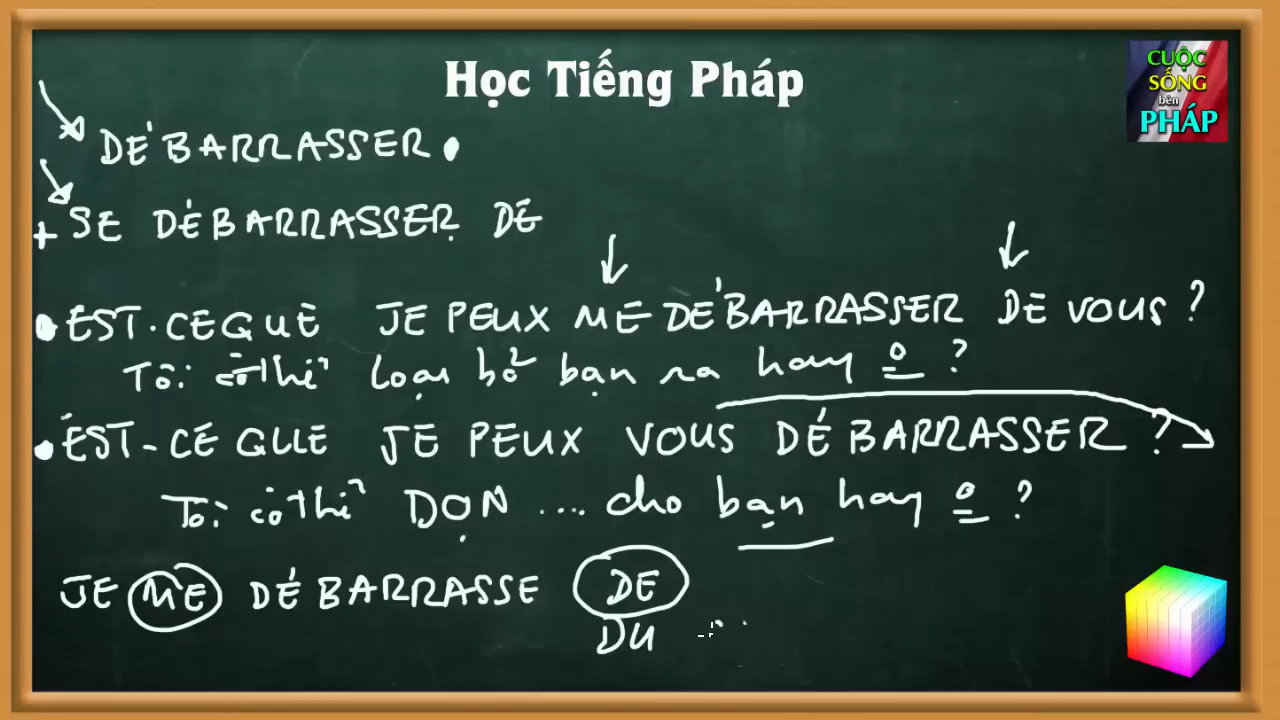 Học Tiếng Pháp
CUỘC
SỐNG
bên
PHÁP
DÉBARRASSER
+ SE DÉBARRASSER DE
EST-CE QUE JE PEUX ME DÉBARRASSER DE VOUS ?
Tôi có thể loại bỏ bạn ra hay o ?
EST-CE QUE JE PEUX VOUS DÉBARRASSER ?
Tôi có thể DỌN ... cho bạn hay o ?
JE ME DÉBARRASSE DE
DU